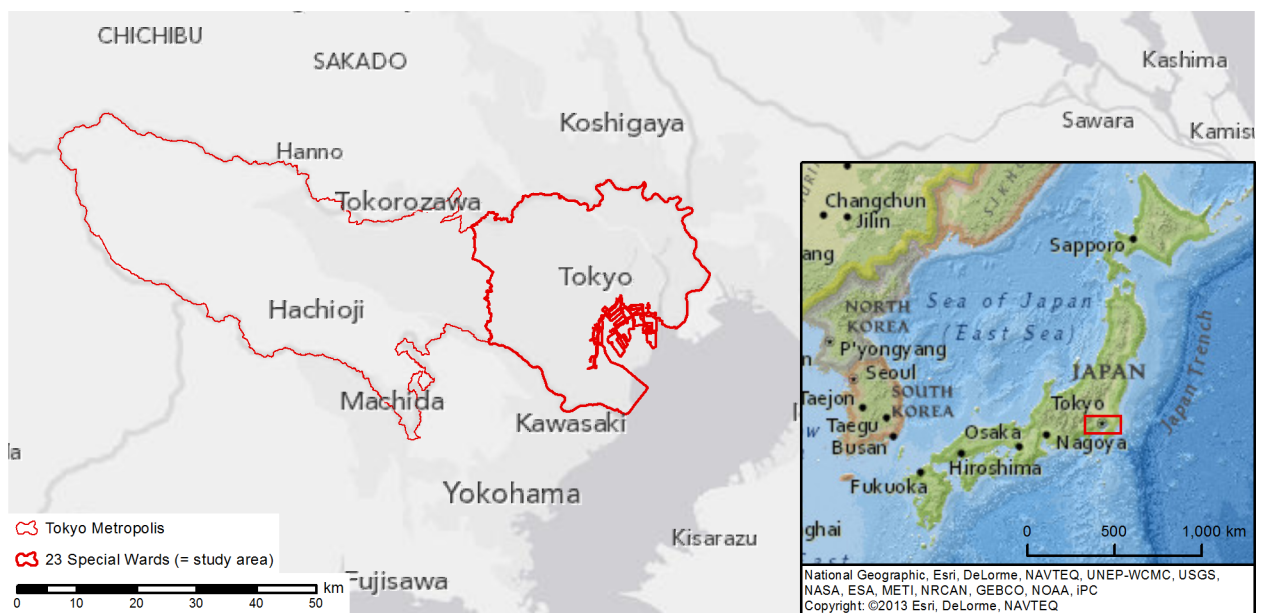 CHICHIBU
SAKADO
Kashima
Koshigaya
Sawara
Kamisu
Hanno
Tokorozawa
Tokyo
Hachioji
Machida
Kawasaki
Yokohama
Kisarazu
Fujisawa
la
Tokyo Metropolis
23 Special Wards (= study area)
km
0 10 20 30 40 50
Changchun
Jilin
ang
Sapporo
NORTH
KOREA
Sea of Japan
(East Sea)
P'yongyang
n
Seoul
SOUTH
KOREA
JAPAN
Japan Trench
Taejon
Tokyo
Taegu
W
Osaka
Busan
Nagoya
Hiroshima
Fukuoka
ghai
East
0 500 1,000 km
National Geographic, Esri, DeLorme, NAVTEQ, UNEP-WCMC, USGS,
NASA, ESA, METI, NRCAN, GEBCO, NOAA, iPC
Copyright: ©2013 Esri, DeLorme, NAVTEQ